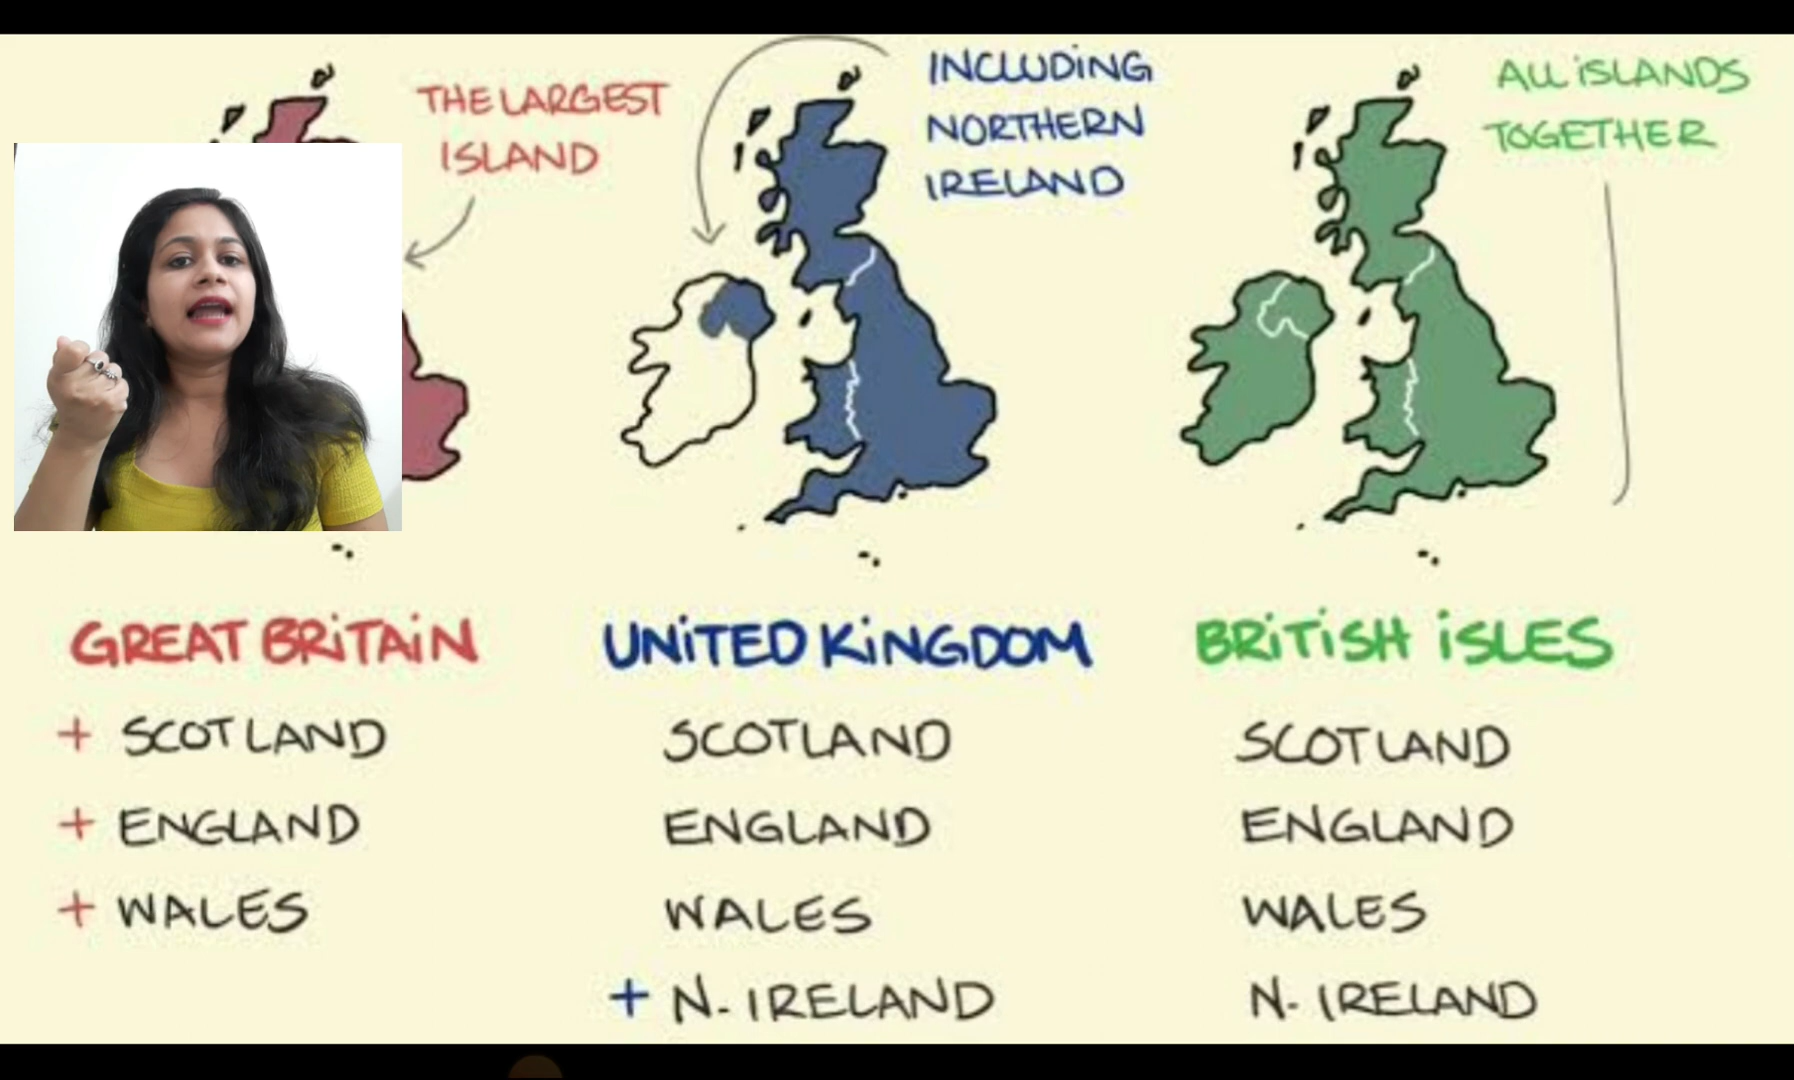 THE LARGEST
ISLAND
INCLUDING
NORTHERN
IRELAND
ALL ISLANDS
TOGETHER
GREAT BRITAIN
+ SCOTLAND
+ ENGLAND
+ WALES
UNITED KINGDOM
SCOTLAND
ENGLAND
WALES
+ N. IRELAND
BRITISH ISLES
SCOTLAND
ENGLAND
WALES
N. IRELAND